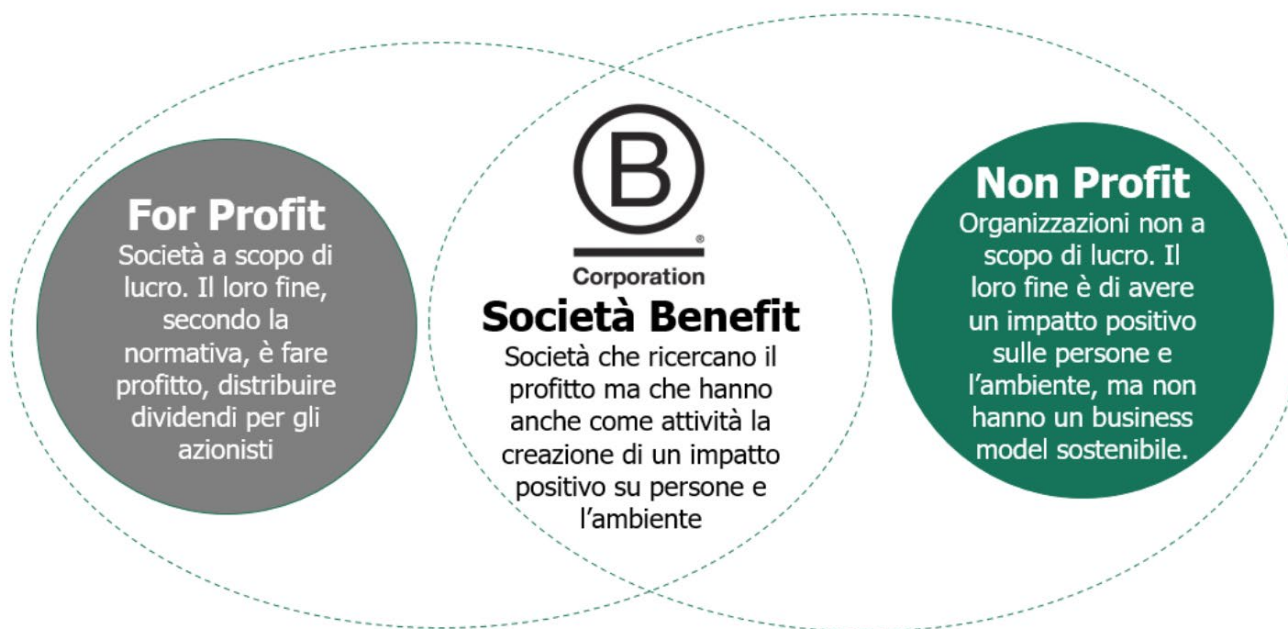 For Profit
Società a scopo di
lucro. Il loro fine,
secondo la
normativa, è fare
profitto, distribuire
dividendi per gli
azionisti
B
®
Corporation
Società Benefit
Società che ricercano il
profitto ma che hanno
anche come attività la
creazione di un impatto
positivo su persone e
l’ambiente
Non Profit
Organizzazioni non a
scopo di lucro. Il
loro fine è di avere
un impatto positivo
sulle persone e
l’ambiente, ma non
hanno un business
model sostenibile.